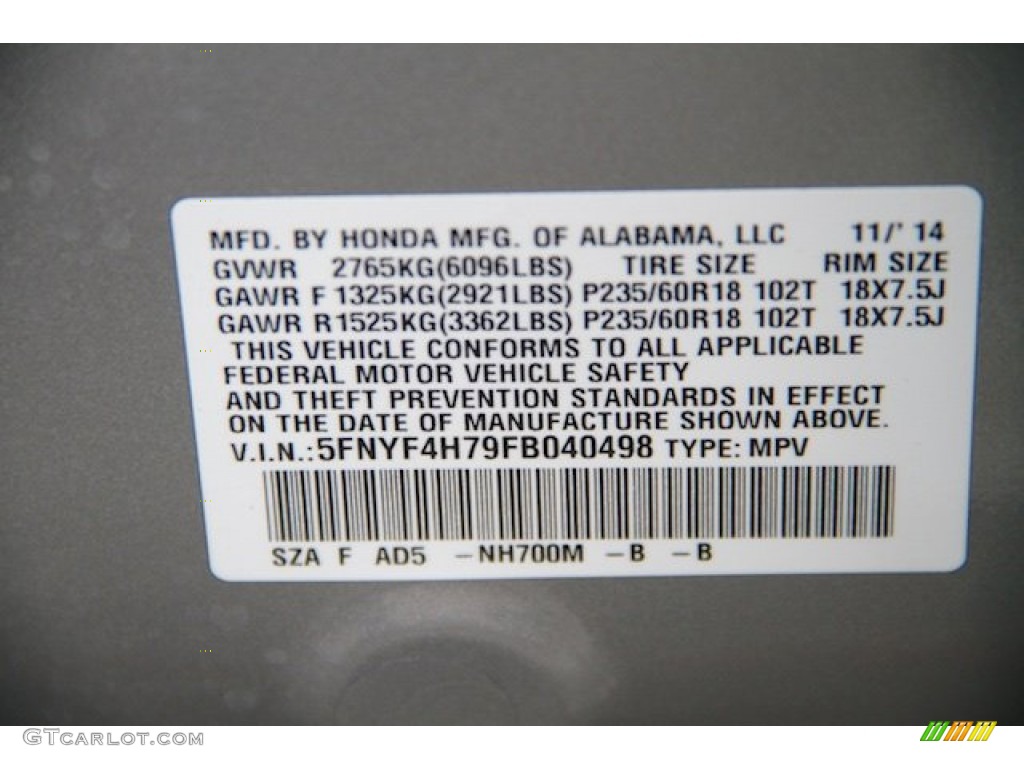 MFD. BY HONDA MFG. OF ALABAMA, LLC 11/' 14
GVWR 2765KG(6096LBS) TIRE SIZE RIM SIZE
GAWR F 1325KG(2921LBS) P235/60R18 102T 18X7.5J
GAWR R1525KG(3362LBS) P235/60R18 102T 18X7.5J
THIS VEHICLE CONFORMS TO ALL APPLICABLE
FEDERAL MOTOR VEHICLE SAFETY
AND THEFT PREVENTION STANDARDS IN EFFECT
ON THE DATE OF MANUFACTURE SHOWN ABOVE.
V.I.N.:5FNYF4H79FB040498 TYPE: MPV
SZA F AD5 -NH700M -B -B
GTCARLOT.COM